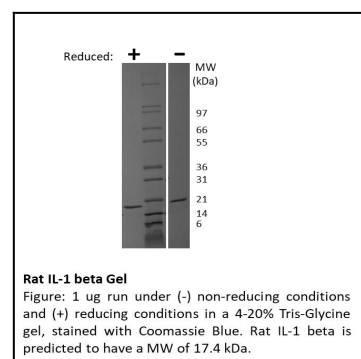 Reduced: + −
MW
(kDa)
97
66
55
36
31
21
14
6
Rat IL-1 beta Gel
Figure: 1 ug run under (-) non-reducing conditions
and (+) reducing conditions in a 4-20% Tris-Glycine
gel, stained with Coomassie Blue. Rat IL-1 beta is
predicted to have a MW of 17.4 kDa.